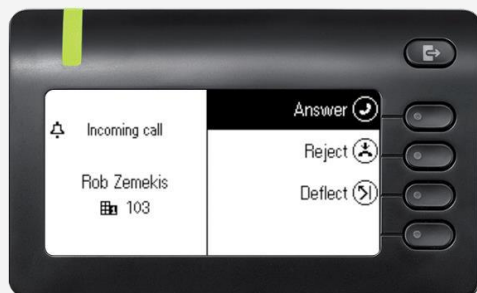 Incoming call
Rob Zemekis
103
Answer
Reject
Deflect